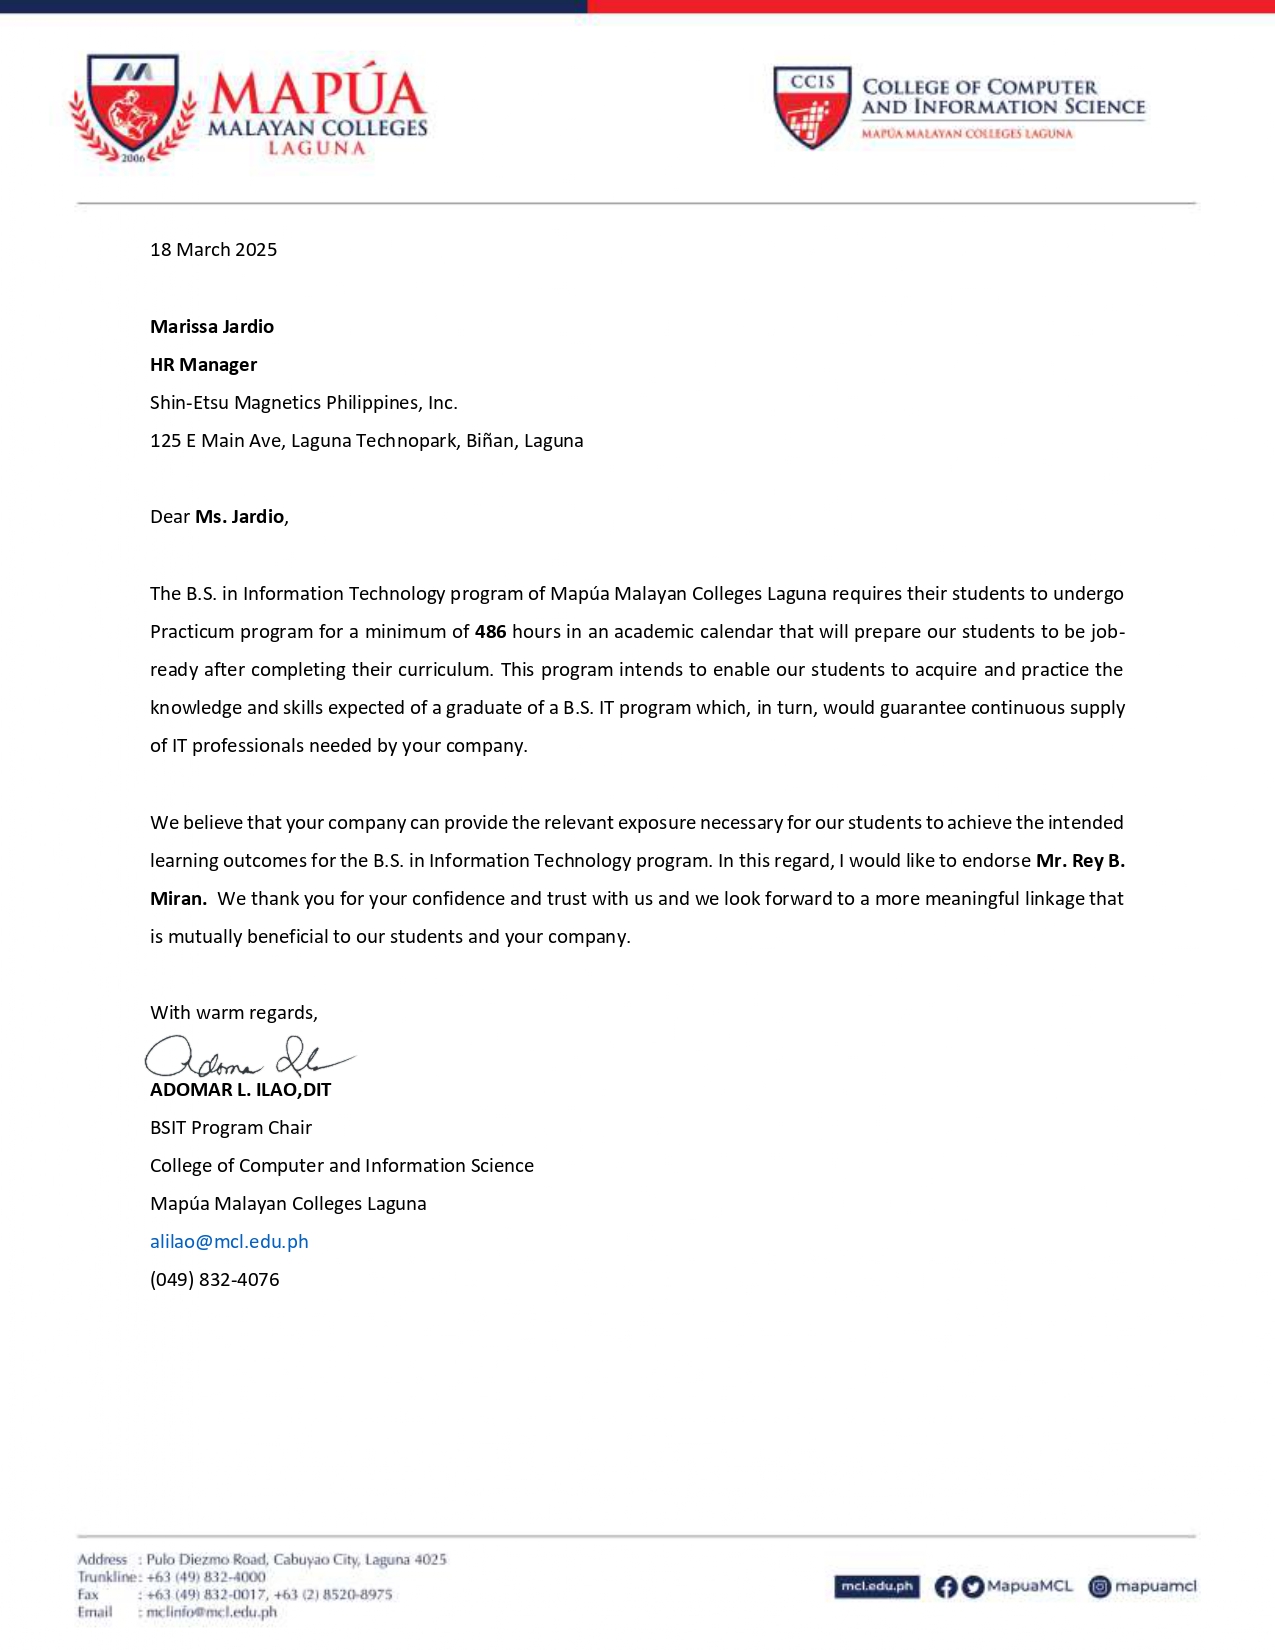 MAPÚA
MALAYAN COLLEGES
LAGUNA
2006
CCIS
COLLEGE OF COMPUTER
AND INFORMATION SCIENCE
MAPÚA MALAYAN COLLEGES LAGUNA
18 March 2025
Marissa Jardio
HR Manager
Shin-Etsu Magnetics Philippines, Inc.
125 E Main Ave, Laguna Technopark, Biñan, Laguna
Dear Ms. Jardio,
The B.S. in Information Technology program of Mapúa Malayan Colleges Laguna requires their students to undergo
Practicum program for a minimum of 486 hours in an academic calendar that will prepare our students to be job-
ready after completing their curriculum. This program intends to enable our students to acquire and practice the
knowledge and skills expected of a graduate of a B.S. IT program which, in turn, would guarantee continuous supply
of IT professionals needed by your company.
We believe that your company can provide the relevant exposure necessary for our students to achieve the intended
learning outcomes for the B.S. in Information Technology program. In this regard, I would like to endorse Mr. Rey B.
Miran. We thank you for your confidence and trust with us and we look forward to a more meaningful linkage that
is mutually beneficial to our students and your company.
With warm regards,
ADOMAR L. ILAO,DIT
BSIT Program Chair
College of Computer and Information Science
Mapúa Malayan Colleges Laguna
alilao@mcl.edu.ph
(049) 832-4076
Address : Pulo Diezmo Road, Cabuyao City, Laguna 4025
Trunkline: +63 (49) 832-4000
Fax : +63 (49) 832-0017, +63 (2) 8520-8975
Email : mclinfo@mcl.edu.ph
mcl.edu.ph MapuaMCL mapuamcl